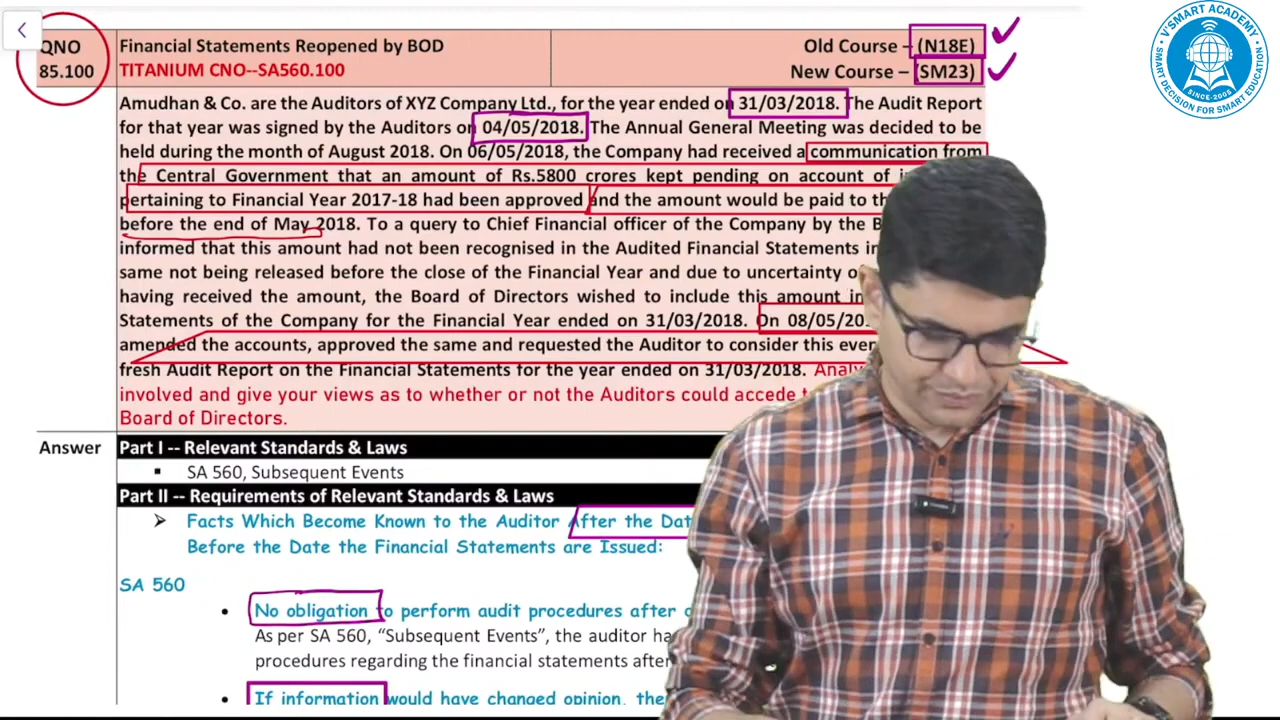 QNO
85.100
Financial Statements Reopened by BOD
TITANIUM CNO--SA560.100
Old Course – (N18E)
New Course – (SM23)
V'SMART ACADEMY
SINCE-2005
SMART DECISION FOR SMART EDUCATION
Amudhan & Co. are the Auditors of XYZ Company Ltd., for the year ended on 31/03/2018. The Audit Report
for that year was signed by the Auditors on 04/05/2018. The Annual General Meeting was decided to be
held during the month of August 2018. On 06/05/2018, the Company had received a communication from
the Central Government that an amount of Rs.5800 crores kept pending on account of
pertaining to Financial Year 2017-18 had been approved and the amount would be paid to
before the end of May 2018. To a query to Chief Financial officer of the Company by the
informed that this amount had not been recognised in the Audited Financial Statements
same not being released before the close of the Financial Year and due to uncertainty
having received the amount, the Board of Directors wished to include this amount
Statements of the Company for the Financial Year ended on 31/03/2018. On 08/05/
amended the accounts, approved the same and requested the Auditor to consider this
fresh Audit Report on the Financial Statements for the year ended on 31/03/2018.
involved and give your views as to whether or not the Auditors could accede
Board of Directors.
Answer
Part I -- Relevant Standards & Laws
▪ SA 560, Subsequent Events
Part II -- Requirements of Relevant Standards & Laws
➢ Facts Which Become Known to the Auditor After the
Before the Date the Financial Statements are Issued:
SA 560
• No obligation to perform audit procedures after
As per SA 560, “Subsequent Events”, the auditor
procedures regarding the financial statements
• If information would have changed opinion,